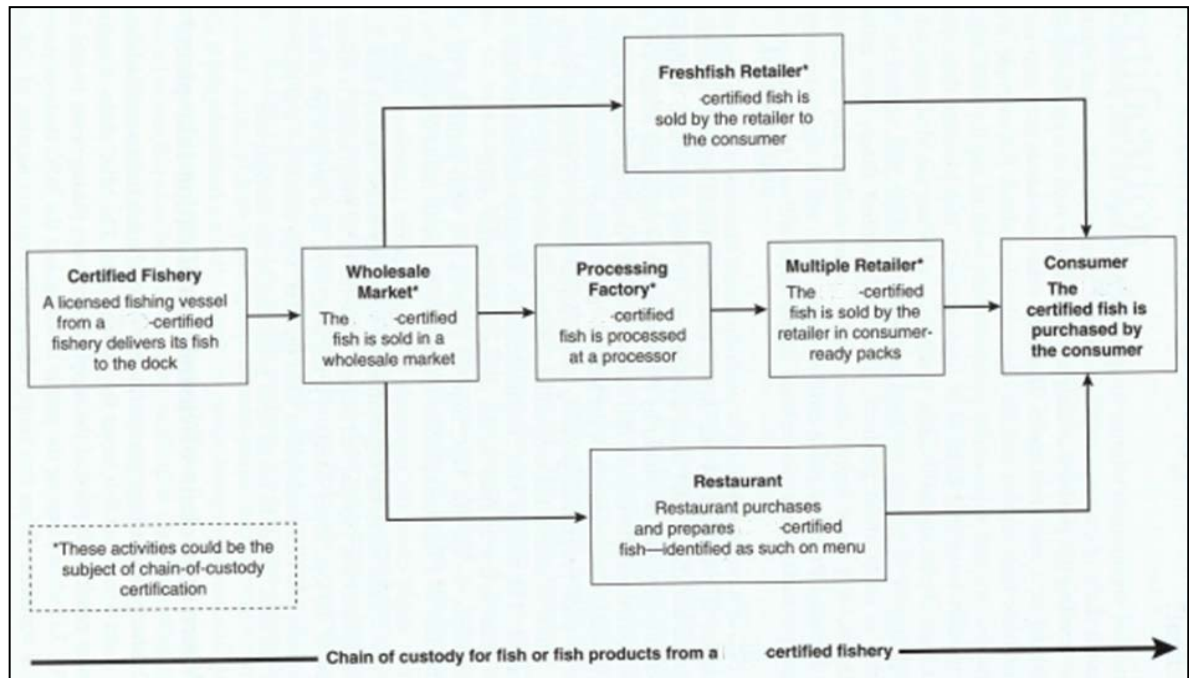 Freshfish Retailer*
-certified fish is
sold by the retailer to
the consumer
Certified Fishery
A licensed fishing vessel
from a -certified
fishery delivers its fish
to the dock
Wholesale
Market*
The -certified
fish is sold in a
wholesale market
Processing
Factory*
-certified
fish is processed
at a processor
Multiple Retailer*
The -certified
fish is sold by the
retailer in consumer-
ready packs
Consumer
The
certified fish is
purchased by
the consumer
Restaurant
Restaurant purchases
and prepares -certified
fish—identified as such on menu
*These activities could be the
subject of chain-of-custody
certification
Chain of custody for fish or fish products from a certified fishery